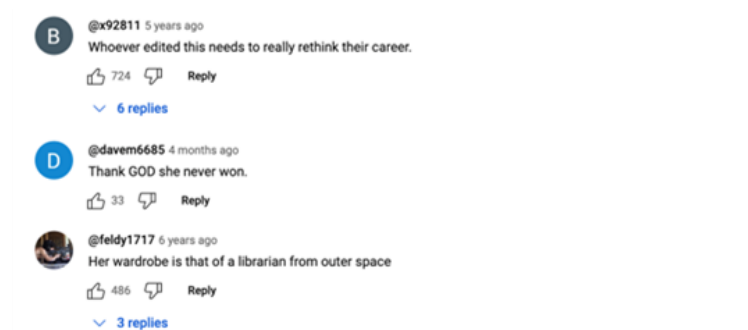 B
@x92811 5 years ago
Whoever edited this needs to really rethink their career.
724 Reply
6 replies
D
@davem6685 4 months ago
Thank GOD she never won.
33 Reply
@feldy1717 6 years ago
Her wardrobe is that of a librarian from outer space
486 Reply
3 replies